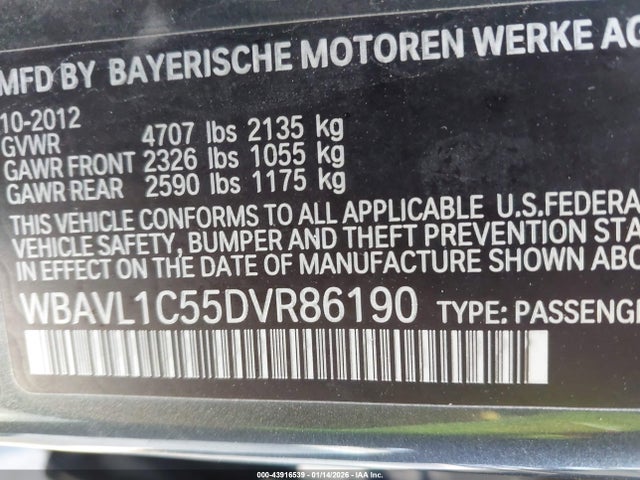 MFD BY BAYERISCHE MOTOREN WERKE AG
10-2012
GVWR 4707 lbs 2135 kg
GAWR FRONT 2326 lbs 1055 kg
GAWR REAR 2590 lbs 1175 kg
THIS VEHICLE CONFORMS TO ALL APPLICABLE U.S.FEDERA
VEHICLE SAFETY, BUMPER AND THEFT PREVENTION STA
IN EFFECT ON THE DATE OF MANUFACTURE SHOWN ABO
WBAVL1C55DVR86190 TYPE: PASSENGE
000-43916539 - 01/14/2026 - IAA, Inc.